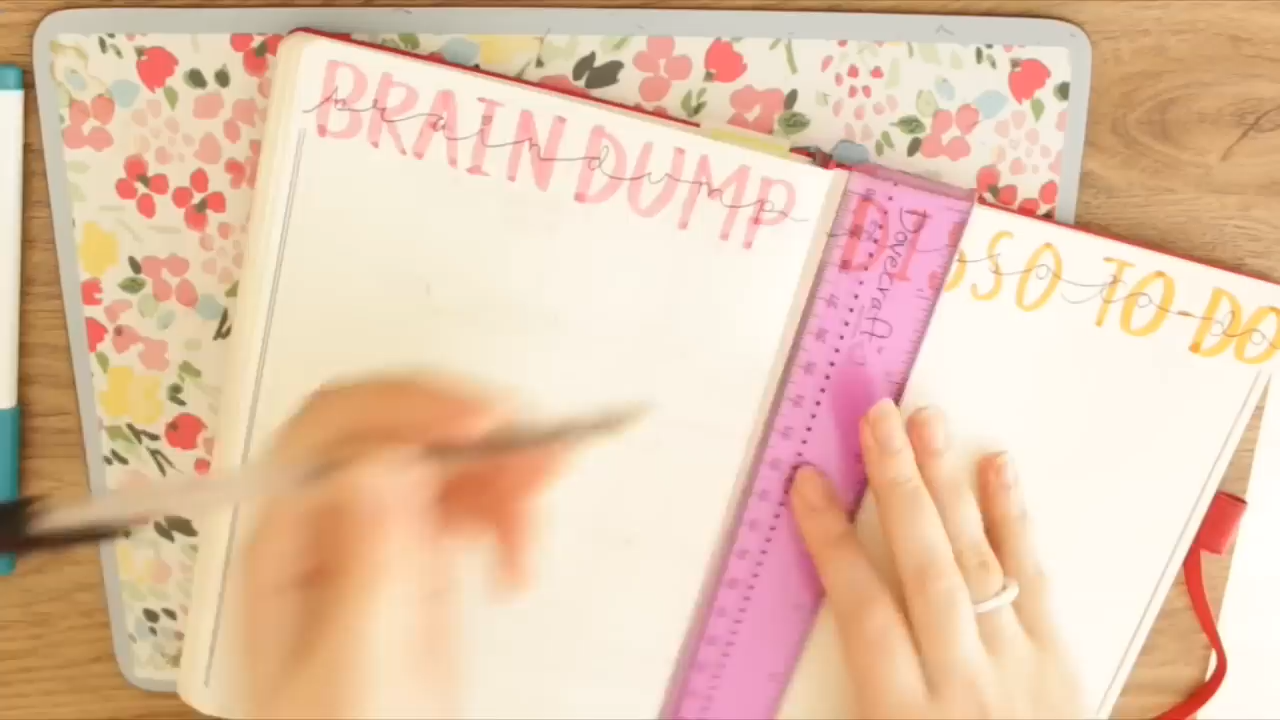 BRAIN DUMP
brain dump
Dovecraft
TO-DO
to-do